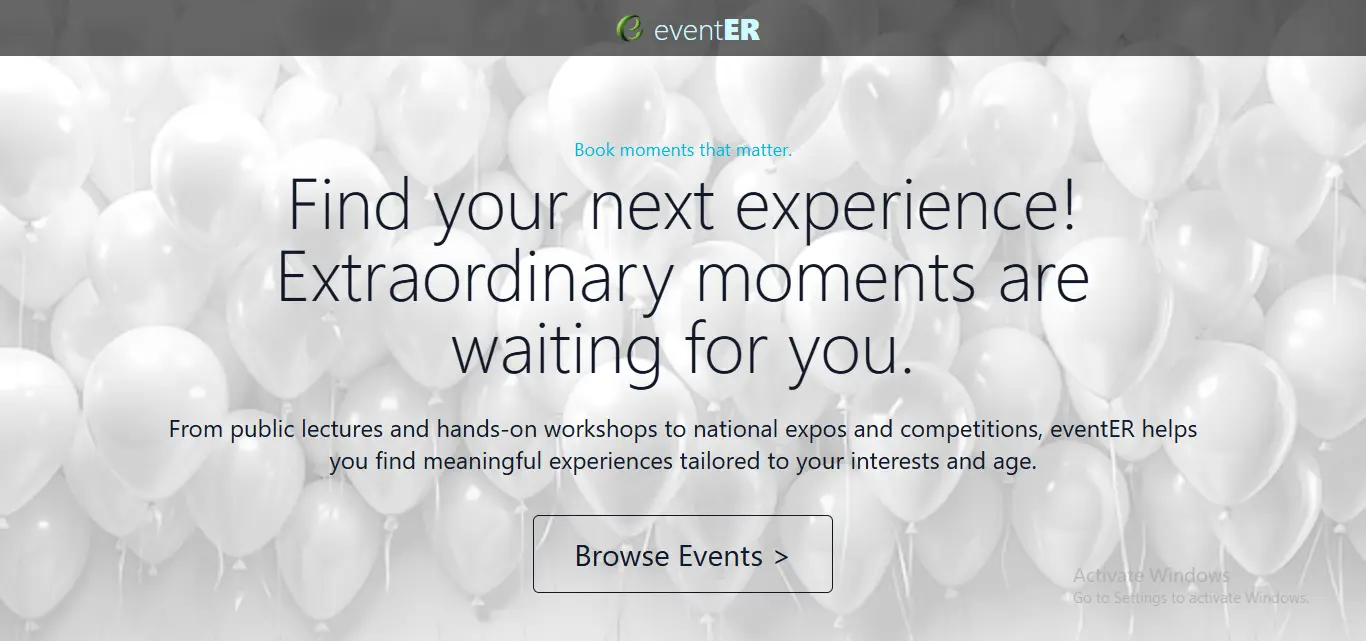 eventER
Book moments that matter.
Find your next experience!
Extraordinary moments are
waiting for you.
From public lectures and hands-on workshops to national expos and competitions, eventER helps
you find meaningful experiences tailored to your interests and age.
Browse Events >
Activate Windows
Go to Settings to activate Windows.